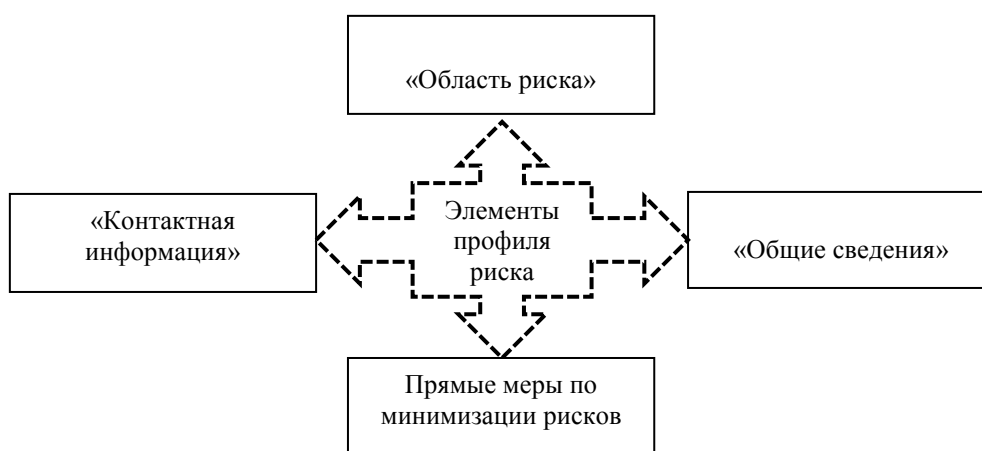 «Область риска»
«Контактная
информация»
Элементы
профиля
риска
«Общие сведения»
Прямые меры по
минимизации рисков